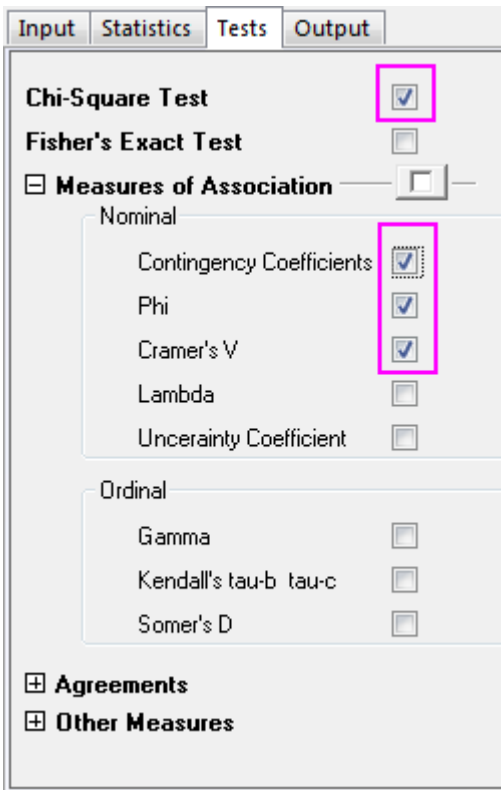 Input Statistics Tests Output
Chi-Square Test
Fisher's Exact Test
Measures of Association
Nominal
Contingency Coefficients
Phi
Cramer's V
Lambda
Uncerainty Coefficient
Ordinal
Gamma
Kendall's tau-b tau-c
Somer's D
Agreements
Other Measures